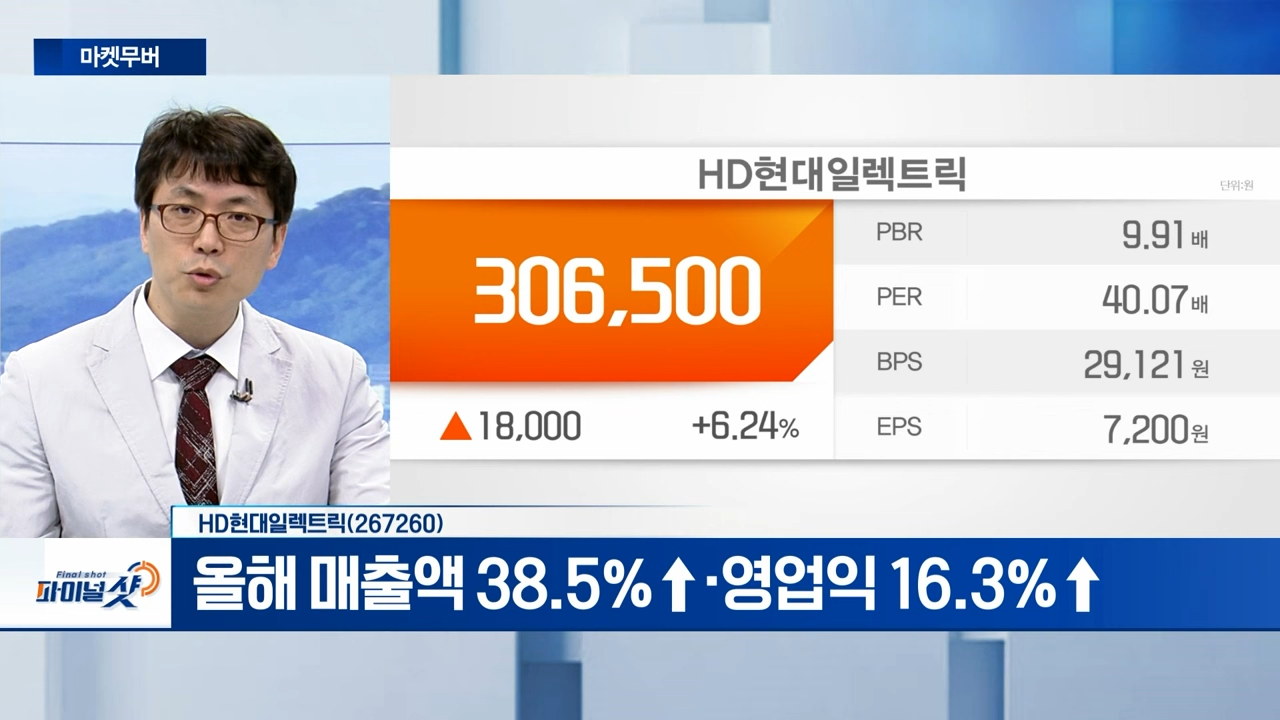 마켓무버
HD현대일렉트릭
단위:원
306,500
▲18,000 +6.24%
PBR 9.91배
PER 40.07배
BPS 29,121원
EPS 7,200원
HD현대일렉트릭(267260)
Final shot
파이널샷
올해 매출액 38.5%↑·영업익 16.3%↑